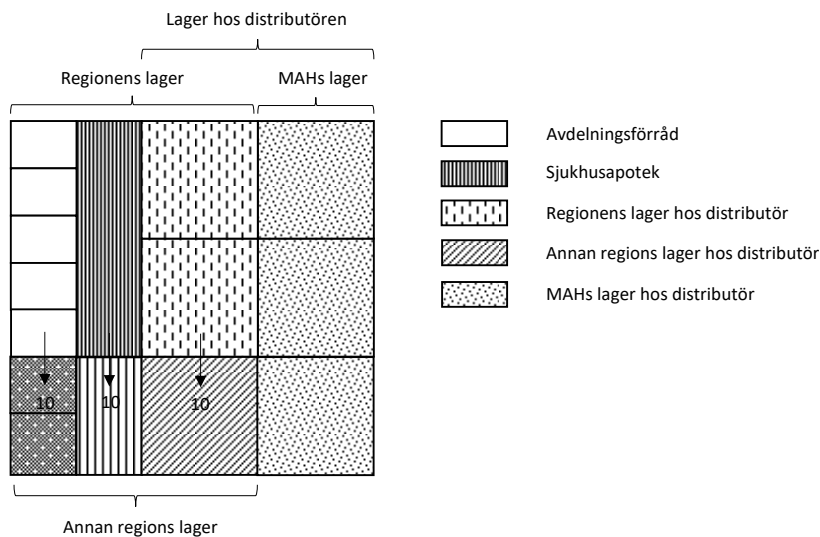 Lager hos distributören
Regionens lager
MAHs lager
Avdelningsförråd
Sjukhusapotek
Regionens lager hos distributör
Annan regions lager hos distributör
MAHs lager hos distributör
10
10
10
Annan regions lager